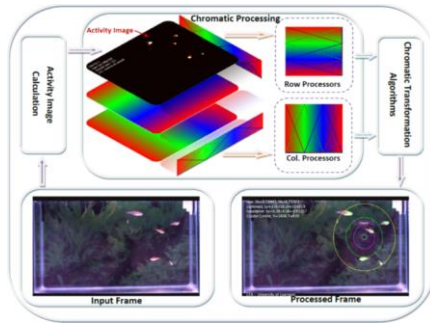 Chromatic Processing
Activity Image
Activity Image
Calculation
Row Processors
Col. Processors
Chromatic Transformation
Algorithms
Input Frame
Processed Frame